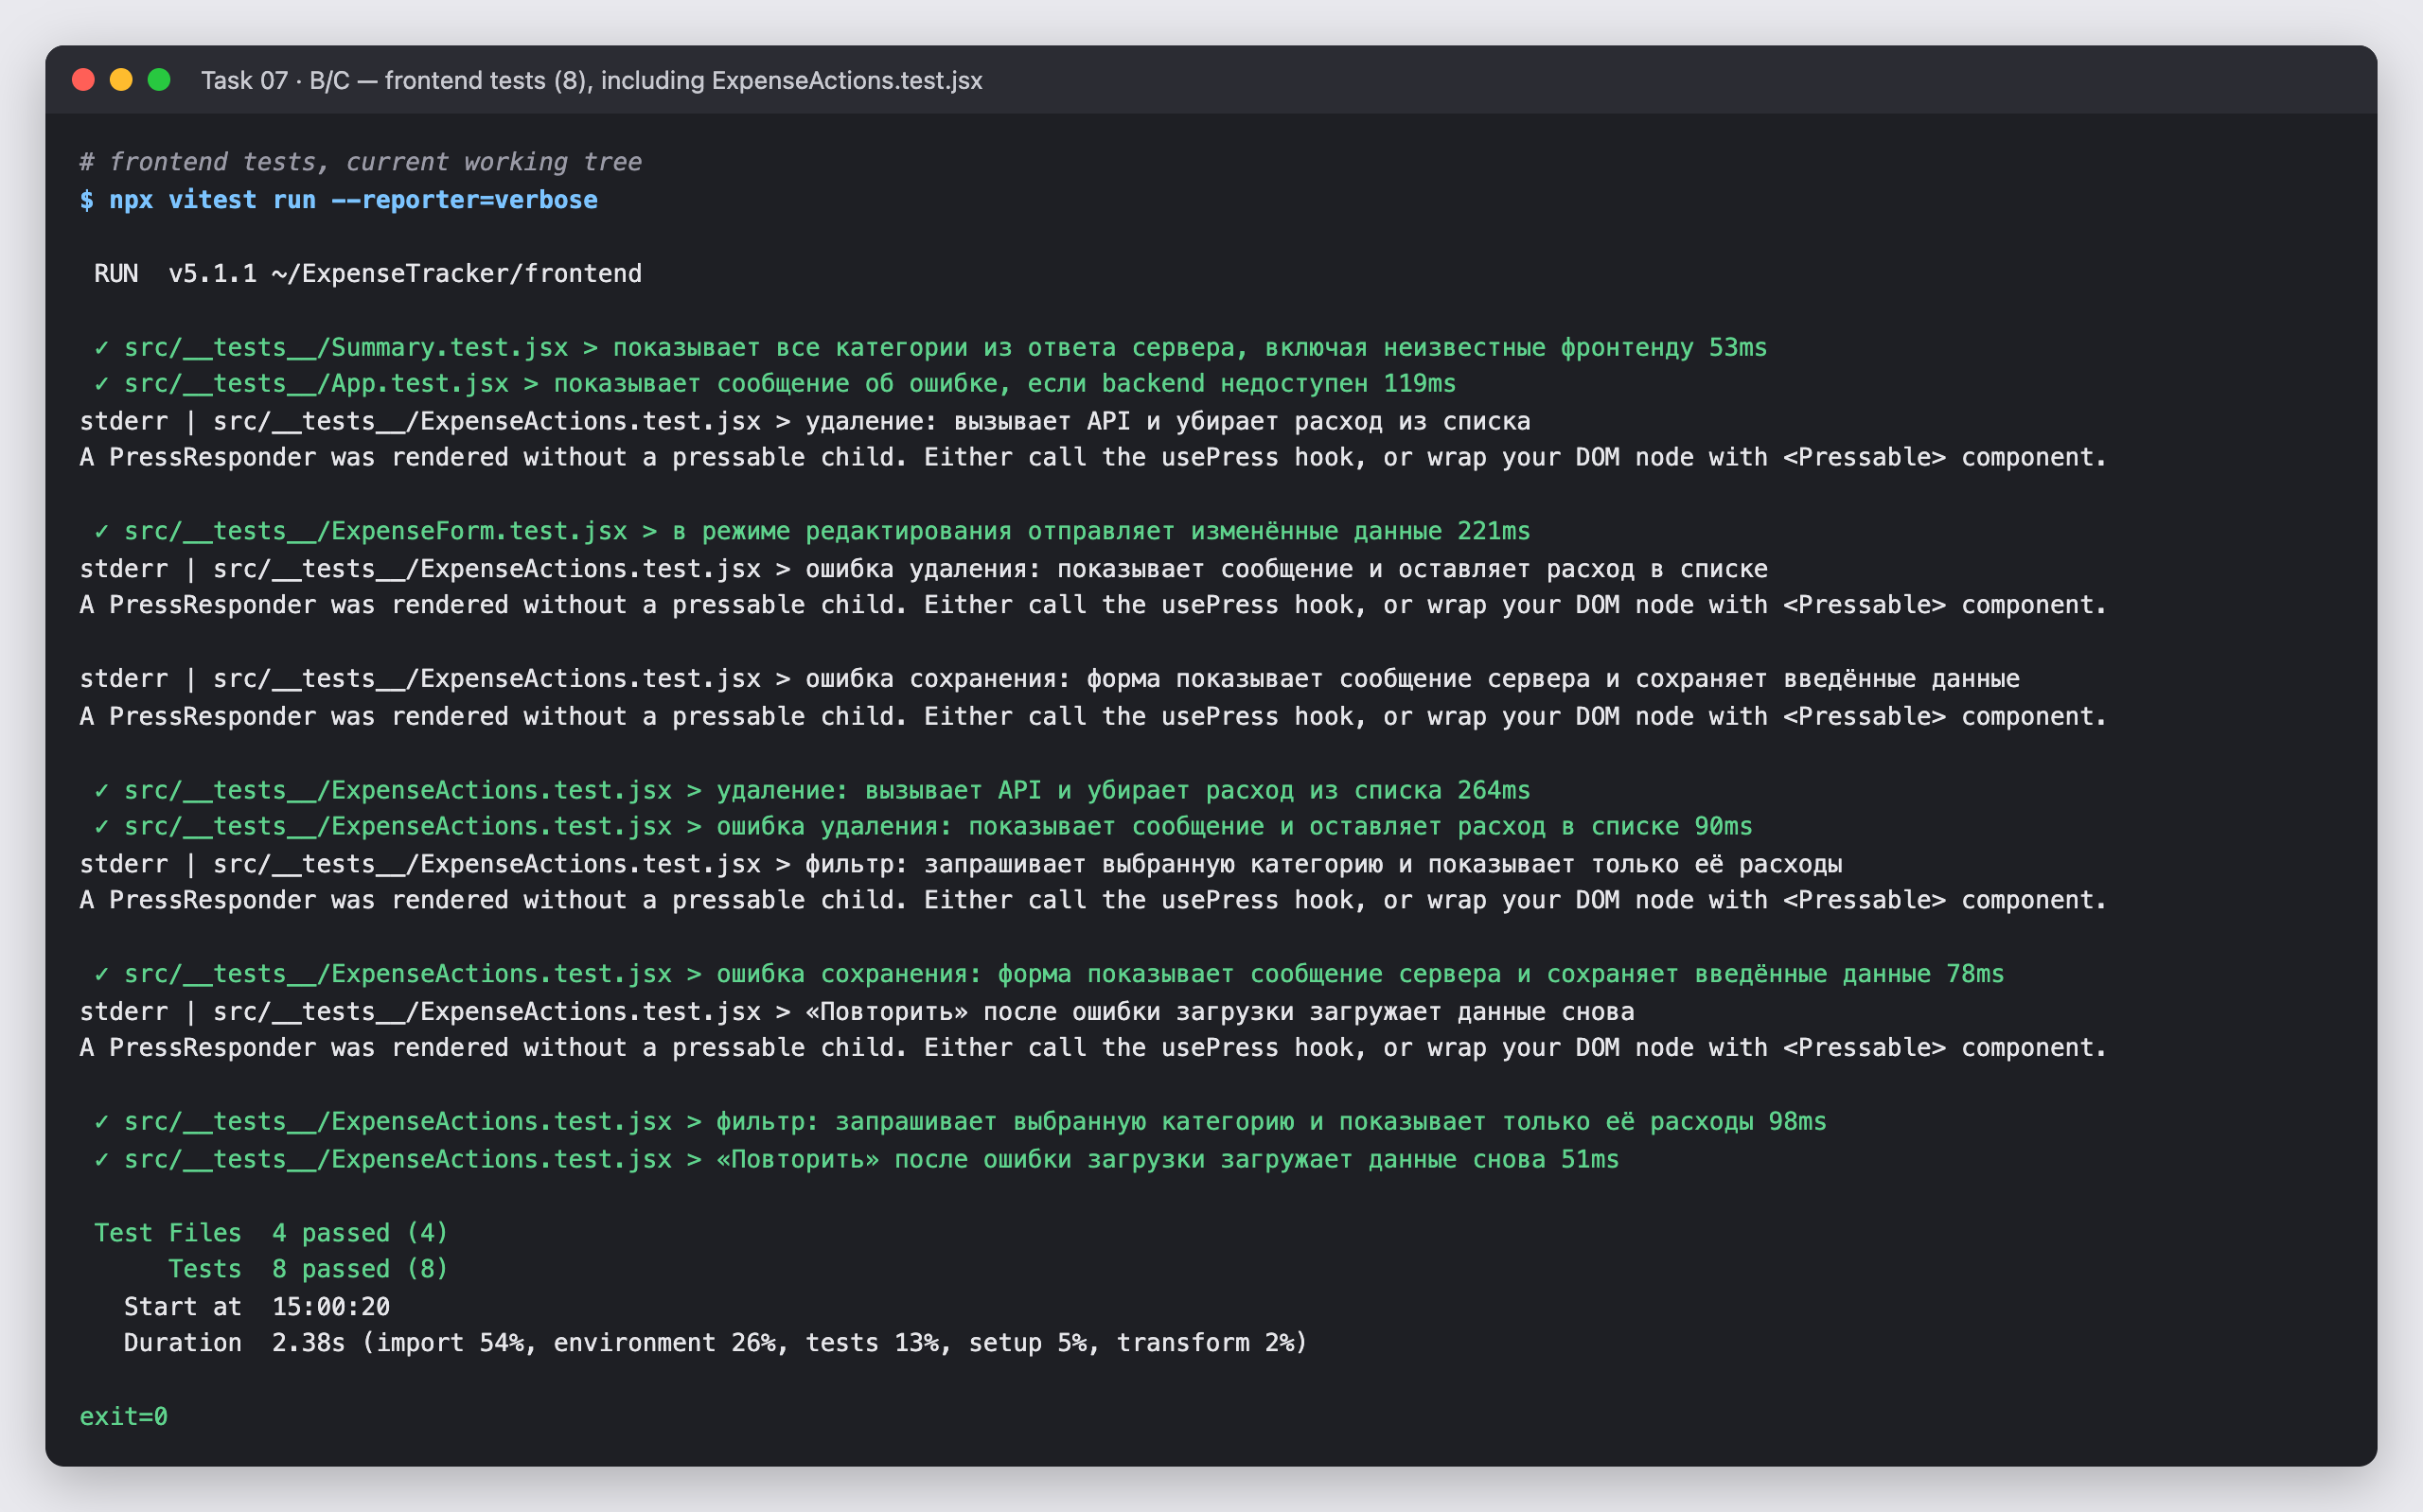 Task 07 · B/C — frontend tests (8), including ExpenseActions.test.jsx
# frontend tests, current working tree
$ npx vitest run --reporter=verbose
RUN v5.1.1 ~/ExpenseTracker/frontend
✓ src/__tests__/Summary.test.jsx > показывает все категории из ответа сервера, включая неизвестные фронтенду 53ms
✓ src/__tests__/App.test.jsx > показывает сообщение об ошибке, если backend недоступен 119ms
stderr | src/__tests__/ExpenseActions.test.jsx > удаление: вызывает API и убирает расход из списка
A PressResponder was rendered without a pressable child. Either call the usePress hook, or wrap your DOM node with <Pressable> component.
✓ src/__tests__/ExpenseForm.test.jsx > в режиме редактирования отправляет изменённые данные 221ms
stderr | src/__tests__/ExpenseActions.test.jsx > ошибка удаления: показывает сообщение и оставляет расход в списке
A PressResponder was rendered without a pressable child. Either call the usePress hook, or wrap your DOM node with <Pressable> component.
stderr | src/__tests__/ExpenseActions.test.jsx > ошибка сохранения: форма показывает сообщение сервера и сохраняет введённые данные
A PressResponder was rendered without a pressable child. Either call the usePress hook, or wrap your DOM node with <Pressable> component.
✓ src/__tests__/ExpenseActions.test.jsx > удаление: вызывает API и убирает расход из списка 264ms
✓ src/__tests__/ExpenseActions.test.jsx > ошибка удаления: показывает сообщение и оставляет расход в списке 90ms
stderr | src/__tests__/ExpenseActions.test.jsx > фильтр: запрашивает выбранную категорию и показывает только её расходы
A PressResponder was rendered without a pressable child. Either call the usePress hook, or wrap your DOM node with <Pressable> component.
✓ src/__tests__/ExpenseActions.test.jsx > ошибка сохранения: форма показывает сообщение сервера и сохраняет введённые данные 78ms
stderr | src/__tests__/ExpenseActions.test.jsx > «Повторить» после ошибки загрузки загружает данные снова
A PressResponder was rendered without a pressable child. Either call the usePress hook, or wrap your DOM node with <Pressable> component.
✓ src/__tests__/ExpenseActions.test.jsx > фильтр: запрашивает выбранную категорию и показывает только её расходы 98ms
✓ src/__tests__/ExpenseActions.test.jsx > «Повторить» после ошибки загрузки загружает данные снова 51ms
Test Files 4 passed (4)
Tests 8 passed (8)
Start at 15:00:20
Duration 2.38s (import 54%, environment 26%, tests 13%, setup 5%, transform 2%)
exit=0